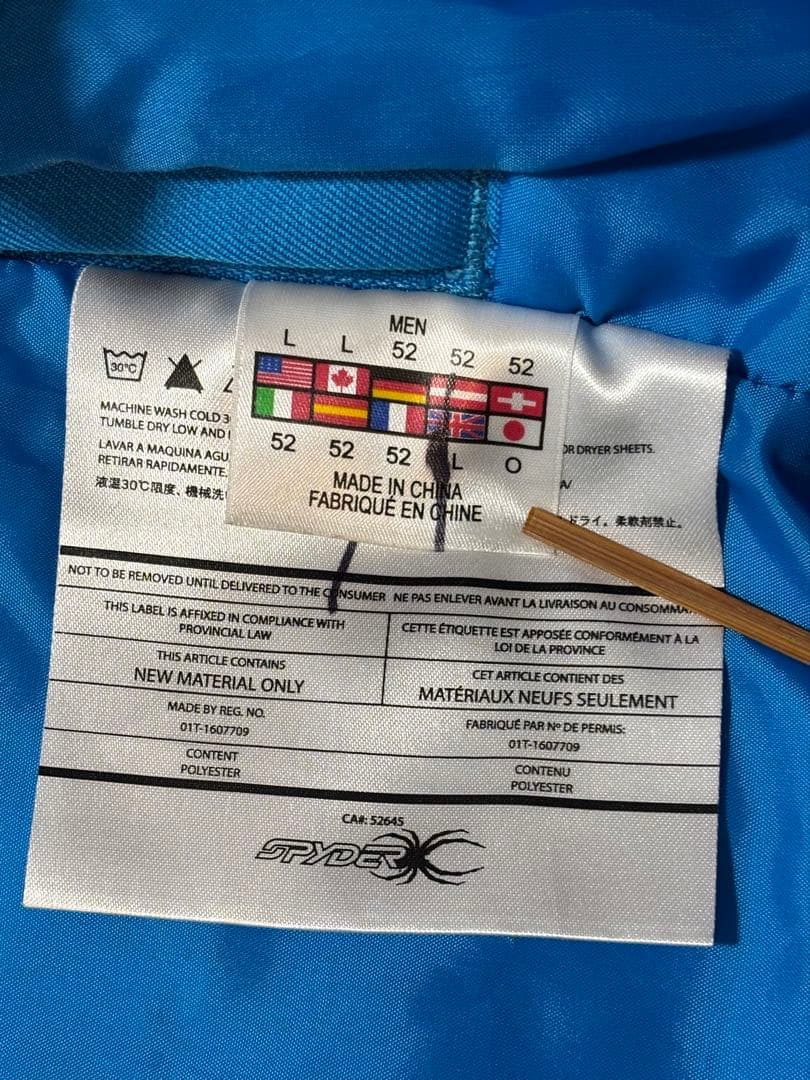 MEN
L L 52 52 52
52 52 52 L O
MADE IN CHINA
FABRIQUÉ EN CHINE
30°C
MACHINE WASH COLD
TUMBLE DRY LOW AND
OR DRYER SHEETS.
LAVAR A MAQUINA
RETIRAR RAPIDAMENTE
液温30℃限度、機械洗
ドライ。柔軟剤禁止。
NOT TO BE REMOVED UNTIL DELIVERED TO THE CONSUMER NE PAS ENLEVER AVANT LA LIVRAISON AU
THIS LABEL IS AFFIXED IN COMPLIANCE WITH
PROVINCIAL LAW
CETTE ÉTIQUETTE EST APPOSÉE CONFORMÉMENT À LA
LOI DE LA PROVINCE
THIS ARTICLE CONTAINS
NEW MATERIAL ONLY
CET ARTICLE CONTIENT DES
MATÉRIAUX NEUFS SEULEMENT
MADE BY REG. NO.
01T-1607709
FABRIQUÉ PAR Nº DE PERMIS:
01T-1607709
CONTENT
POLYESTER
CONTENU
POLYESTER
CA#: 52645
SPYDER